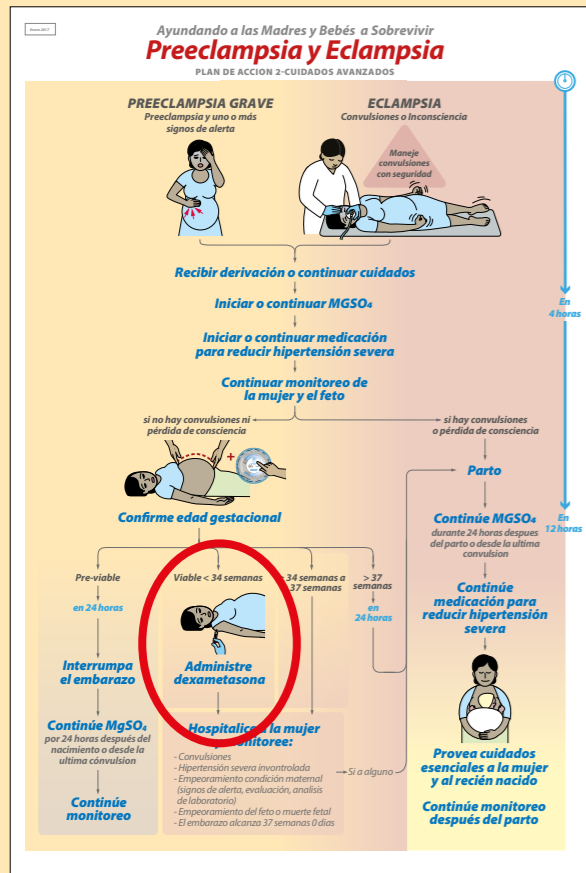 Ayundando a las Madres y Bebés a Sobrevivir
Preeclampsia y Eclampsia
PLAN DE ACCION 2-CUIDADOS AVANZADOS
PREECLAMPSIA GRAVE
Preeclampsia y uno o más
signos de alerta
ECLAMPSIA
Convulsiones o Inconsciencia
Maneje
convulsiones
con seguridad
Recibir derivación o continuar cuidados
Iniciar o continuar MGSO₄
Iniciar o continuar medicación
para reducir hipertensión severa
Continuar monitoreo de
la mujer y el feto
En
4 horas
si no hay convulsiones ni
pérdida de consciencia
si hay convulsiones
o pérdida de consciencia
+
Confirme edad gestacional
Pre-viable
en 24 horas
Interrumpa
el embarazo
Continúe MgSO₄
por 24 horas después del
nacimiento o desde la
ultima cónvulsion
Continúe
monitoreo
Viable < 34 semanas
Administre
dexametasona
34 semanas a
37 semanas
> 37
semanas
en
24 horas
Hospitalice a la mujer
monitoree:
- Convulsiones
- Hipertensión severa invontrolada
- Empeoramiento condición maternal
(signos de alerta, evaluación, analisis
de laboratorio)
- Empeoramiento del feto o muerte fetal
- El embarazo alcanza 37 semanas 0 dias
Si a alguno
Parto
Continúe MGSO₄
durante 24 horas despues
del parto o desde la ultima
convulsion
En
12 horas
Continúe
medicación para
reducir hipertensión
severa
Provea cuidados
esenciales a la mujer
y al recién nacido
Continúe monitoreo
después del parto